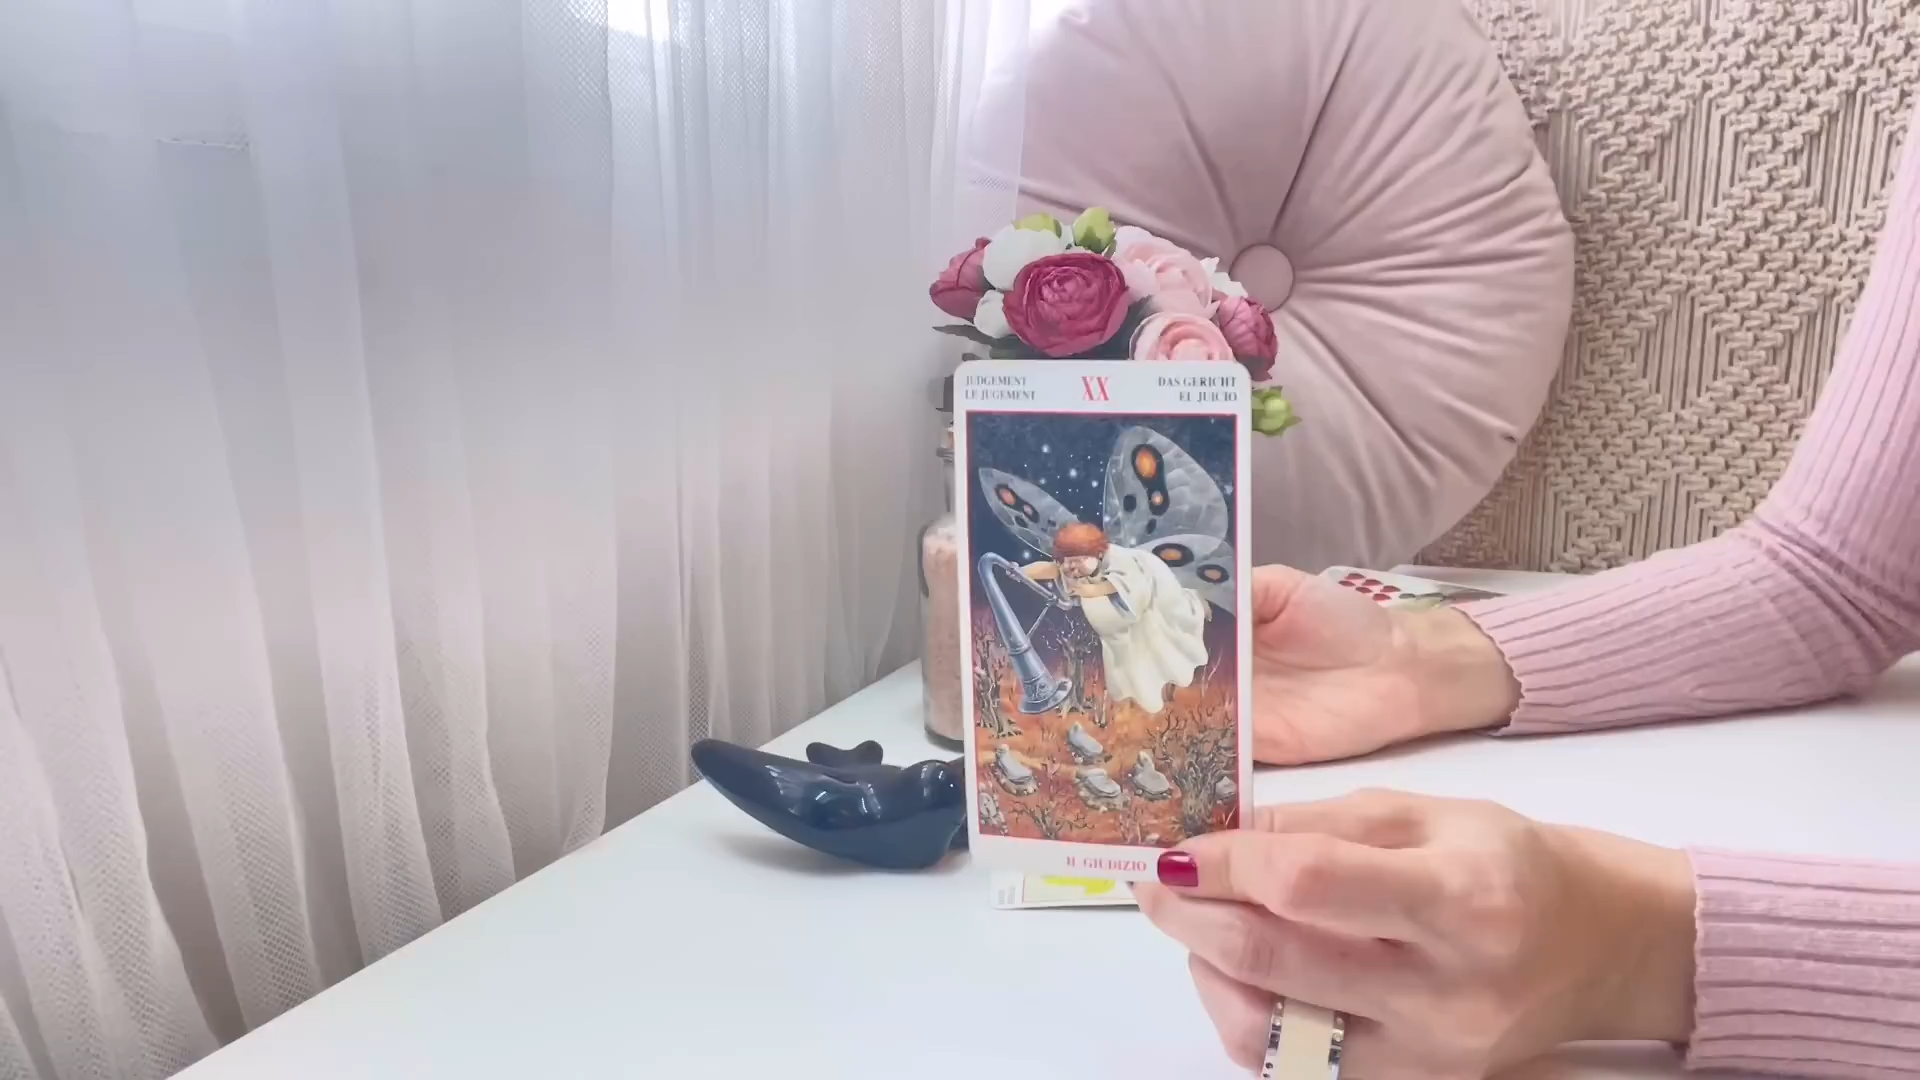 JUDGEMENT
LE JUGEMENT
XX
DAS GERICHT
EL JUICIO
IL GIUDIZIO